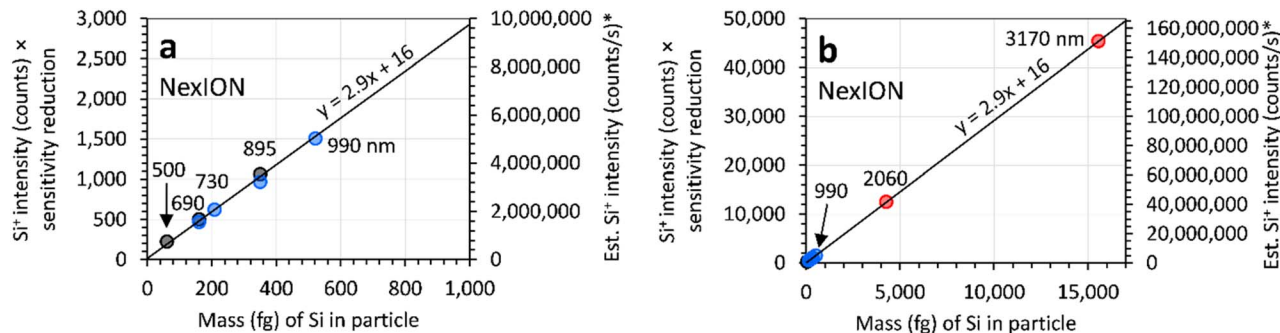 Si⁺ intensity (counts) ×
sensitivity reduction
3,000
2,500
2,000
1,500
1,000
500
0
a
NexION
y = 2.9x + 16
500
690
730
895
990 nm
10,000,000
8,000,000
6,000,000
4,000,000
2,000,000
0
Est. Si⁺ intensity (counts/s)*
0 200 400 600 800 1,000
Mass (fg) of Si in particle
Si⁺ intensity (counts) ×
sensitivity reduction
50,000
40,000
30,000
20,000
10,000
0
b
NexION
3170 nm
y = 2.9x + 16
2060
990
160,000,000
140,000,000
120,000,000
100,000,000
80,000,000
60,000,000
40,000,000
20,000,000
0
Est. Si⁺ intensity (counts/s)*
0 5,000 10,000 15,000
Mass (fg) of Si in particle